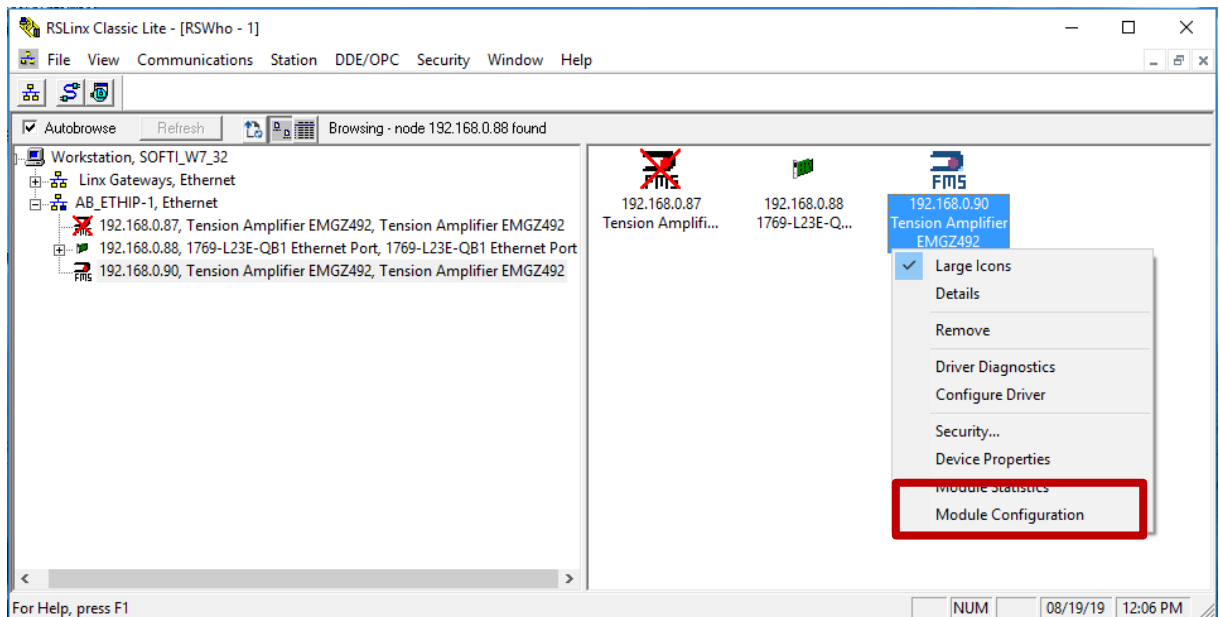 RSLinx Classic Lite - [RSWho - 1]
File View Communications Station DDE/OPC Security Window Help
Autobrowse Refresh Browsing - node 192.168.0.88 found
Workstation, SOFTI_W7_32
Linx Gateways, Ethernet
AB_ETHIP-1, Ethernet
192.168.0.87, Tension Amplifier EMGZ492, Tension Amplifier EMGZ492
192.168.0.88, 1769-L23E-QB1 Ethernet Port, 1769-L23E-QB1 Ethernet Port
FMS 192.168.0.90, Tension Amplifier EMGZ492, Tension Amplifier EMGZ492
FMS
192.168.0.87
Tension Amplifi...
192.168.0.88
1769-L23E-Q...
FMS
192.168.0.90
Tension Amplifier
EMGZ492
Large Icons
Details
Remove
Driver Diagnostics
Configure Driver
Security...
Device Properties
Module Statistics
Module Configuration
For Help, press F1
NUM 08/19/19 12:06 PM